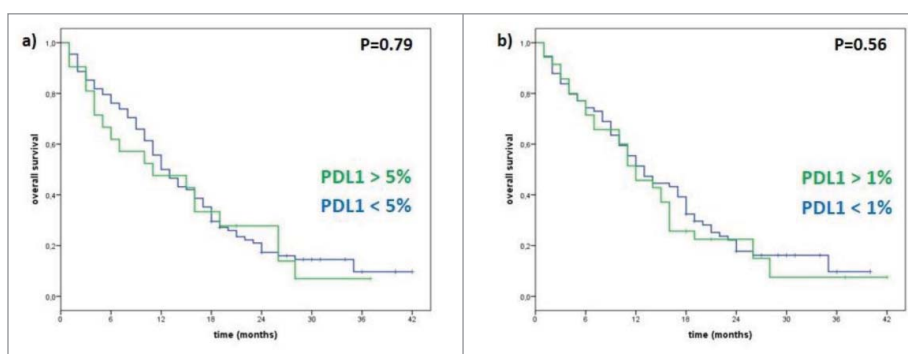 a)
P=0.79
1,0
0,8
0,6
0,4
0,2
0,0
overall survival
PDL1 > 5%
PDL1 < 5%
0 6 12 18 24 30 36 42
time (months)
b)
P=0.56
1,0
0,8
0,6
0,4
0,2
0,0
overall survival
PDL1 > 1%
PDL1 < 1%
0 6 12 18 24 30 36 42
time (months)